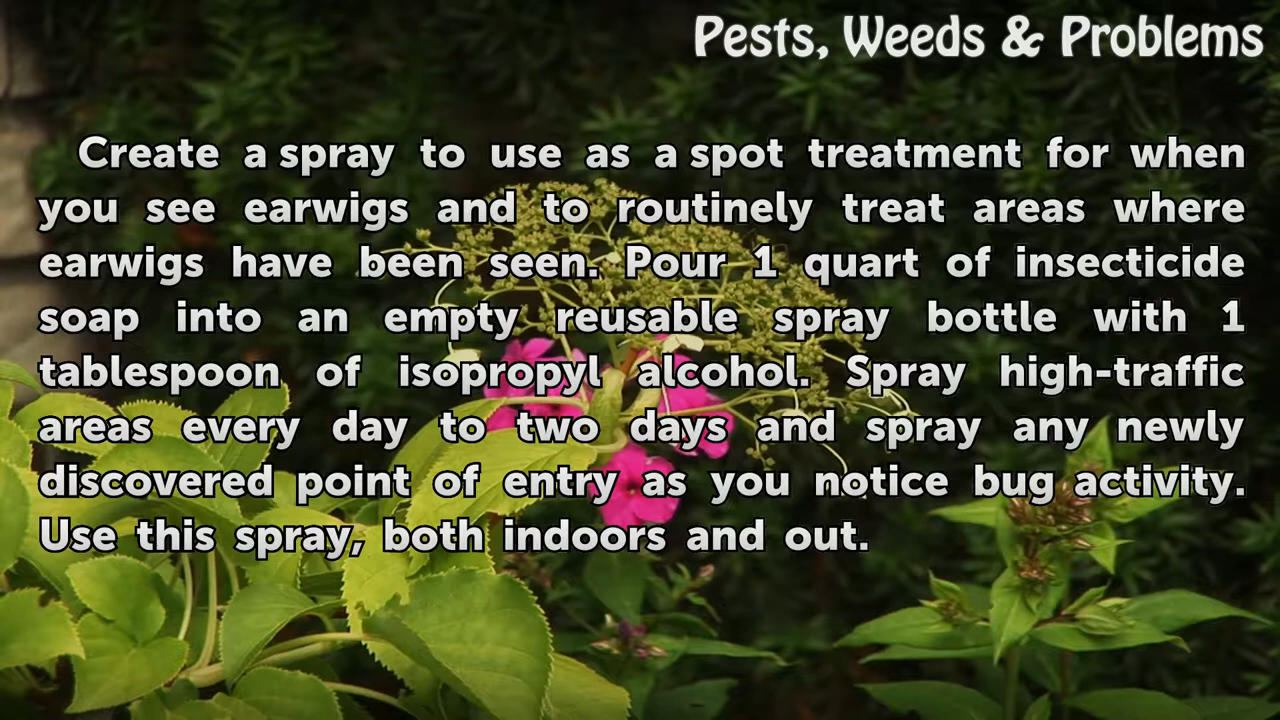 Pests, Weeds & Problems
Create a spray to use as a spot treatment for when
you see earwigs and to routinely treat areas where
earwigs have been seen. Pour 1 quart of insecticide
soap into an empty reusable spray bottle with 1
tablespoon of isopropyl alcohol. Spray high-traffic
areas every day to two days and spray any newly
discovered point of entry as you notice bug activity.
Use this spray, both indoors and out.